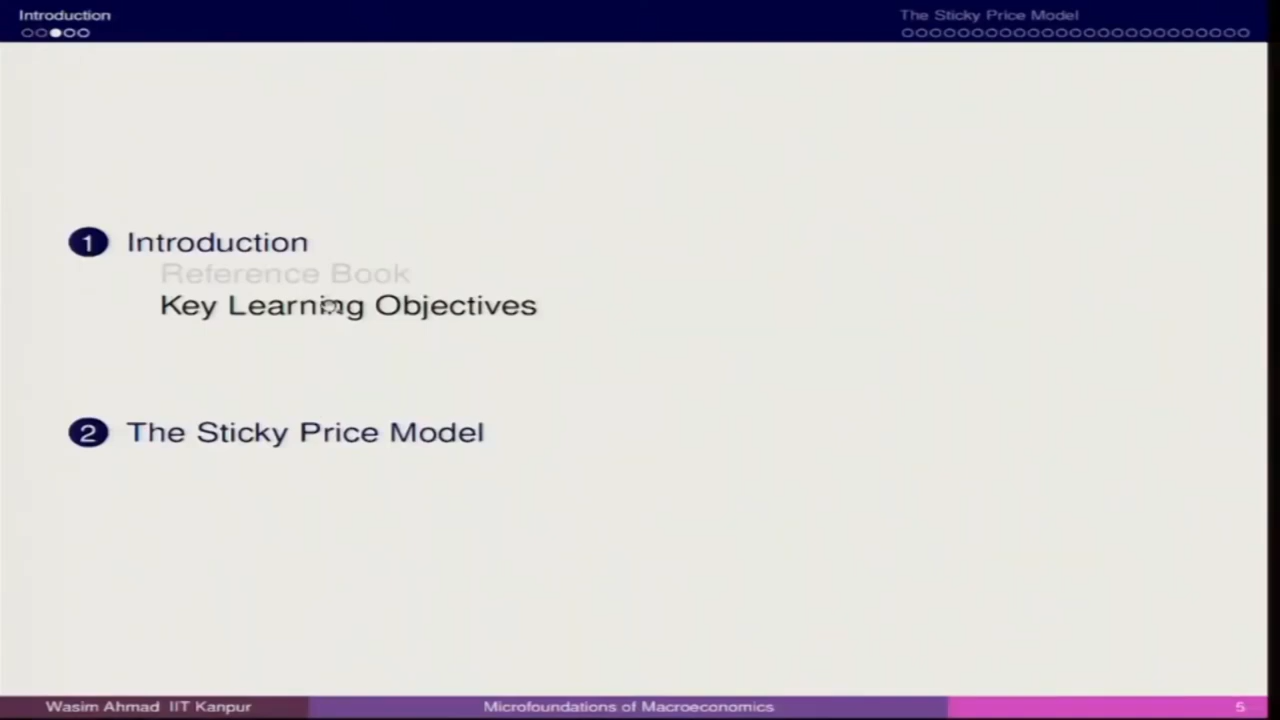 Introduction
The Sticky Price Model
1 Introduction
Reference Book
Key Learning Objectives
2 The Sticky Price Model
Wasim Ahmad IIT Kanpur
Microfoundations of Macroeconomics
5